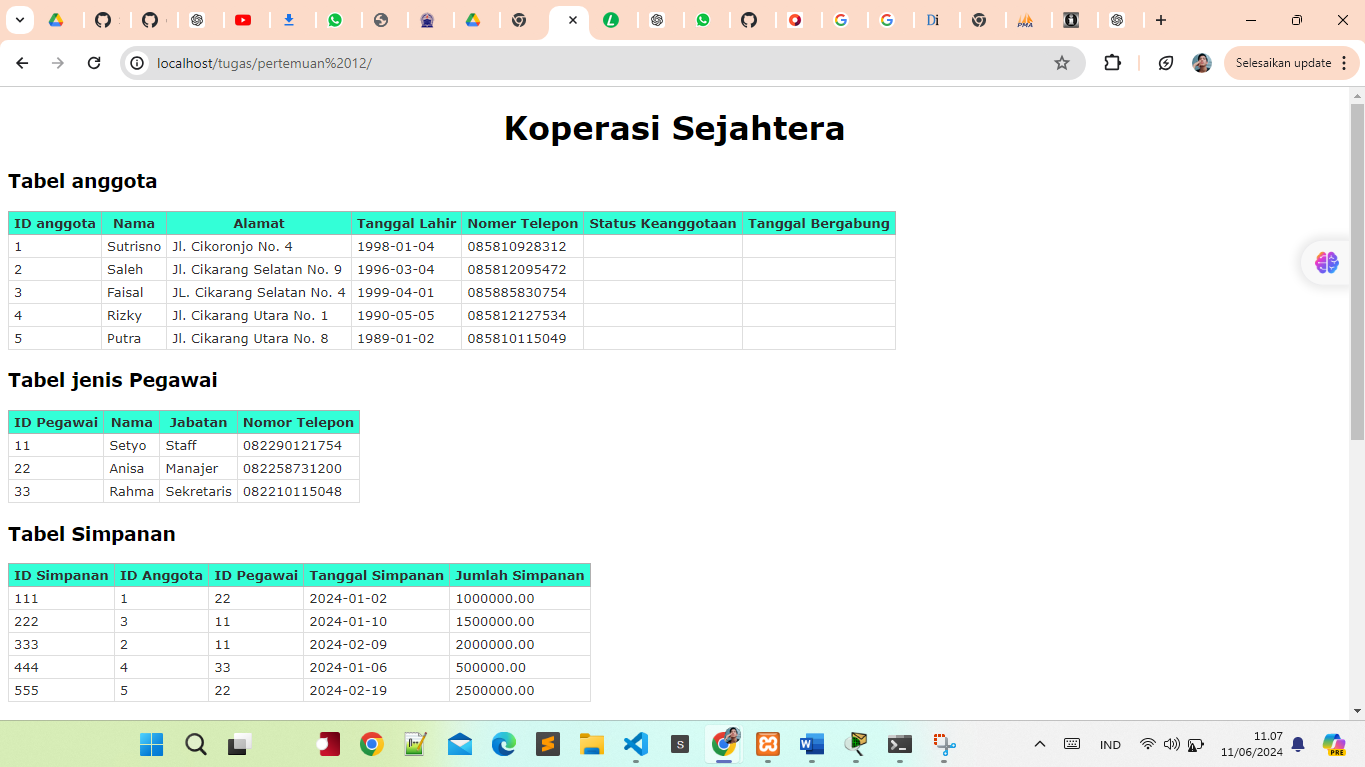 localhost/tugas/pertemuan%2012/
Selesaikan update
Koperasi Sejahtera
Tabel anggota
ID anggota Nama Alamat Tanggal Lahir Nomer Telepon Status Keanggotaan Tanggal Bergabung
1 Sutrisno Jl. Cikoronjo No. 4 1998-01-04 085810928312
2 Saleh Jl. Cikarang Selatan No. 9 1996-03-04 085812095472
3 Faisal JL. Cikarang Selatan No. 4 1999-04-01 085885830754
4 Rizky Jl. Cikarang Utara No. 1 1990-05-05 085812127534
5 Putra Jl. Cikarang Utara No. 8 1989-01-02 085810115049
Tabel jenis Pegawai
ID Pegawai Nama Jabatan Nomor Telepon
11 Setyo Staff 082290121754
22 Anisa Manajer 082258731200
33 Rahma Sekretaris 082210115048
Tabel Simpanan
ID Simpanan ID Anggota ID Pegawai Tanggal Simpanan Jumlah Simpanan
111 1 22 2024-01-02 1000000.00
222 3 11 2024-01-10 1500000.00
333 2 11 2024-02-09 2000000.00
444 4 33 2024-01-06 500000.00
555 5 22 2024-02-19 2500000.00
IND
11.07
11/06/2024
PRE